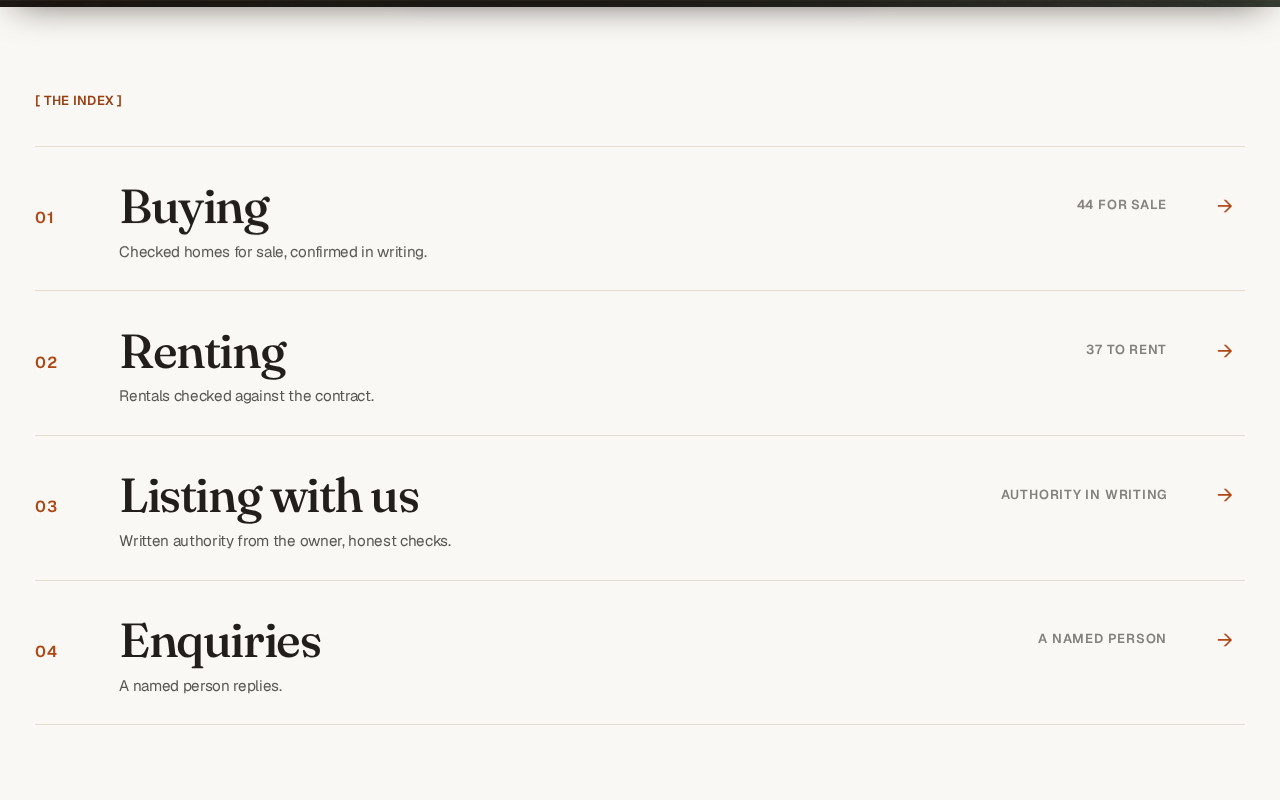 [ THE INDEX ]
01
Buying
44 FOR SALE
→
Checked homes for sale, confirmed in writing.
02
Renting
37 TO RENT
→
Rentals checked against the contract.
03
Listing with us
AUTHORITY IN WRITING
→
Written authority from the owner, honest checks.
04
Enquiries
A NAMED PERSON
→
A named person replies.